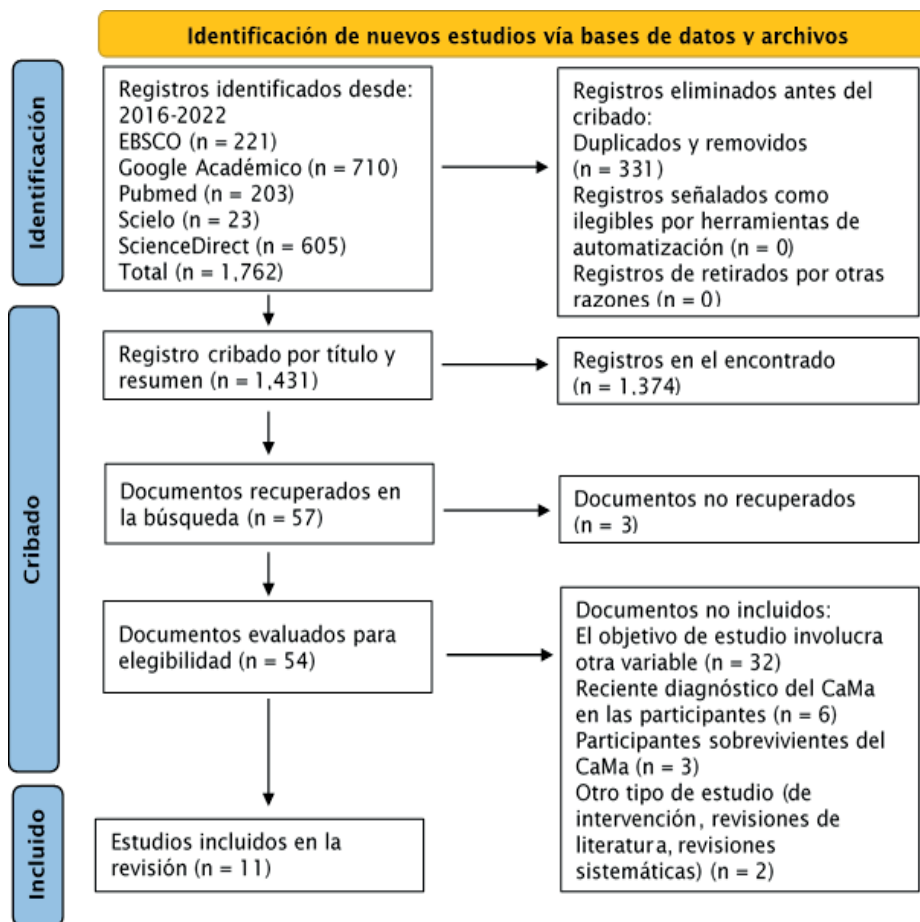 Identificación de nuevos estudios vía bases de datos y archivos
Identificación
Registros identificados desde:
2016-2022
EBSCO (n = 221)
Google Académico (n = 710)
Pubmed (n = 203)
Scielo (n = 23)
ScienceDirect (n = 605)
Total (n = 1,762)
Registros eliminados antes del
cribado:
Duplicados y removidos
(n = 331)
Registros señalados como
ilegibles por herramientas de
automatización (n = 0)
Registros de retirados por otras
razones (n = 0)
Cribado
Registro cribado por título y
resumen (n = 1,431)
Registros en el encontrado
(n = 1,374)
Documentos recuperados en
la búsqueda (n = 57)
Documentos no recuperados
(n = 3)
Documentos evaluados para
elegibilidad (n = 54)
Documentos no incluidos:
El objetivo de estudio involucra
otra variable (n = 32)
Reciente diagnóstico del CaMa
en las participantes (n = 6)
Participantes sobrevivientes del
CaMa (n = 3)
Otro tipo de estudio (de
intervención, revisiones de
literatura, revisiones
sistemáticas) (n = 2)
Incluido
Estudios incluidos en la
revisión (n = 11)